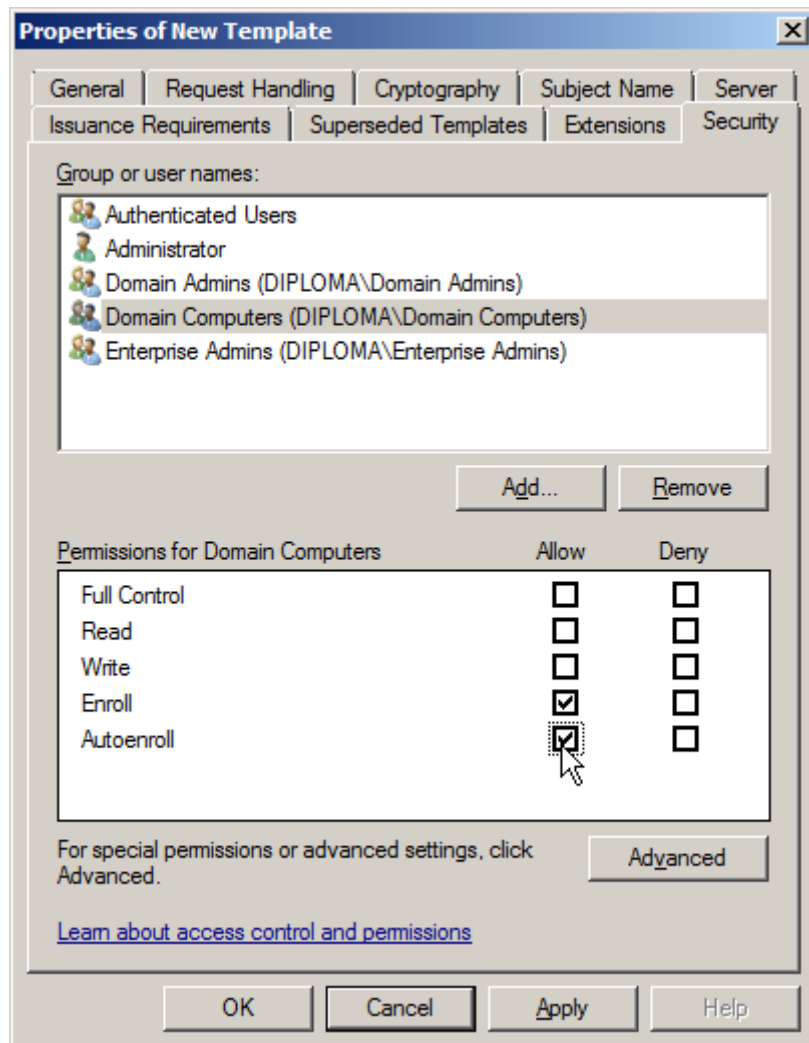 Properties of New Template
General Request Handling Cryptography Subject Name Server
Issuance Requirements Superseded Templates Extensions Security
Group or user names:
Authenticated Users
Administrator
Domain Admins (DIPLOMA\Domain Admins)
Domain Computers (DIPLOMA\Domain Computers)
Enterprise Admins (DIPLOMA\Enterprise Admins)
Add... Remove
Permissions for Domain Computers Allow Deny
Full Control
Read
Write
Enroll
Autoenroll
For special permissions or advanced settings, click
Advanced.
Advanced
Learn about access control and permissions
OK Cancel Apply Help